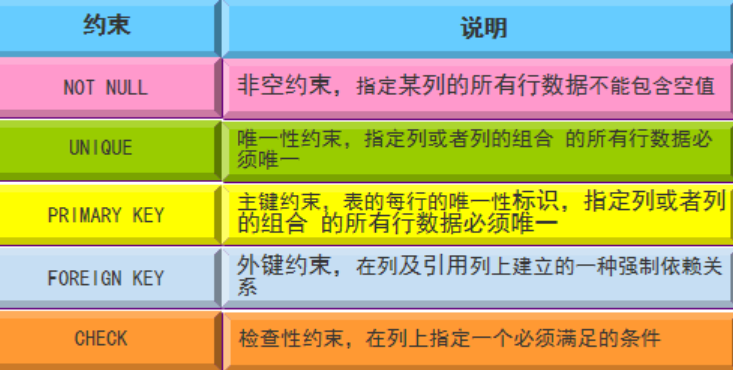 约束
说明
NOT NULL
非空约束，指定某列的所有行数据不能包含空值
UNIQUE
唯一性约束，指定列或者列的组合 的所有行数据必
须唯一
PRIMARY KEY
主键约束，表的每行的唯一性标识，指定列或者列
的组合 的所有行数据必须唯一
FOREIGN KEY
外键约束，在列及引用列上建立的一种强制依赖关
系
CHECK
检查性约束，在列上指定一个必须满足的条件